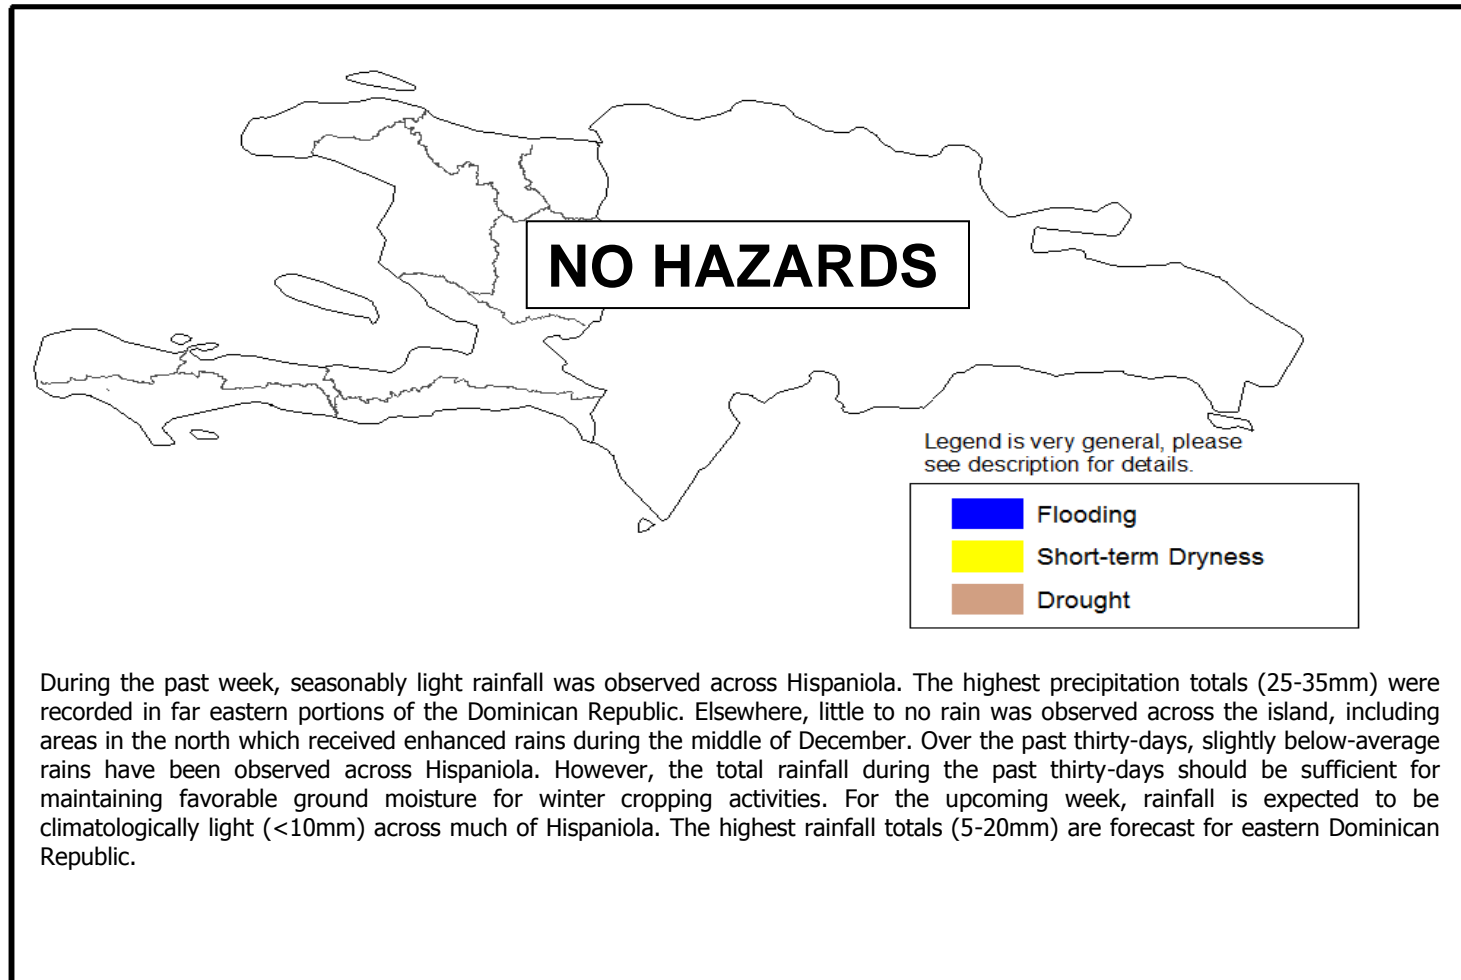 NO HAZARDS
Legend is very general, please
see description for details.
Flooding
Short-term Dryness
Drought
During the past week, seasonably light rainfall was observed across Hispaniola. The highest precipitation totals (25-35mm) were
recorded in far eastern portions of the Dominican Republic. Elsewhere, little to no rain was observed across the island, including
areas in the north which received enhanced rains during the middle of December. Over the past thirty-days, slightly below-average
rains have been observed across Hispaniola. However, the total rainfall during the past thirty-days should be sufficient for
maintaining favorable ground moisture for winter cropping activities. For the upcoming week, rainfall is expected to be
climatologically light (<10mm) across much of Hispaniola. The highest rainfall totals (5-20mm) are forecast for eastern Dominican
Republic.